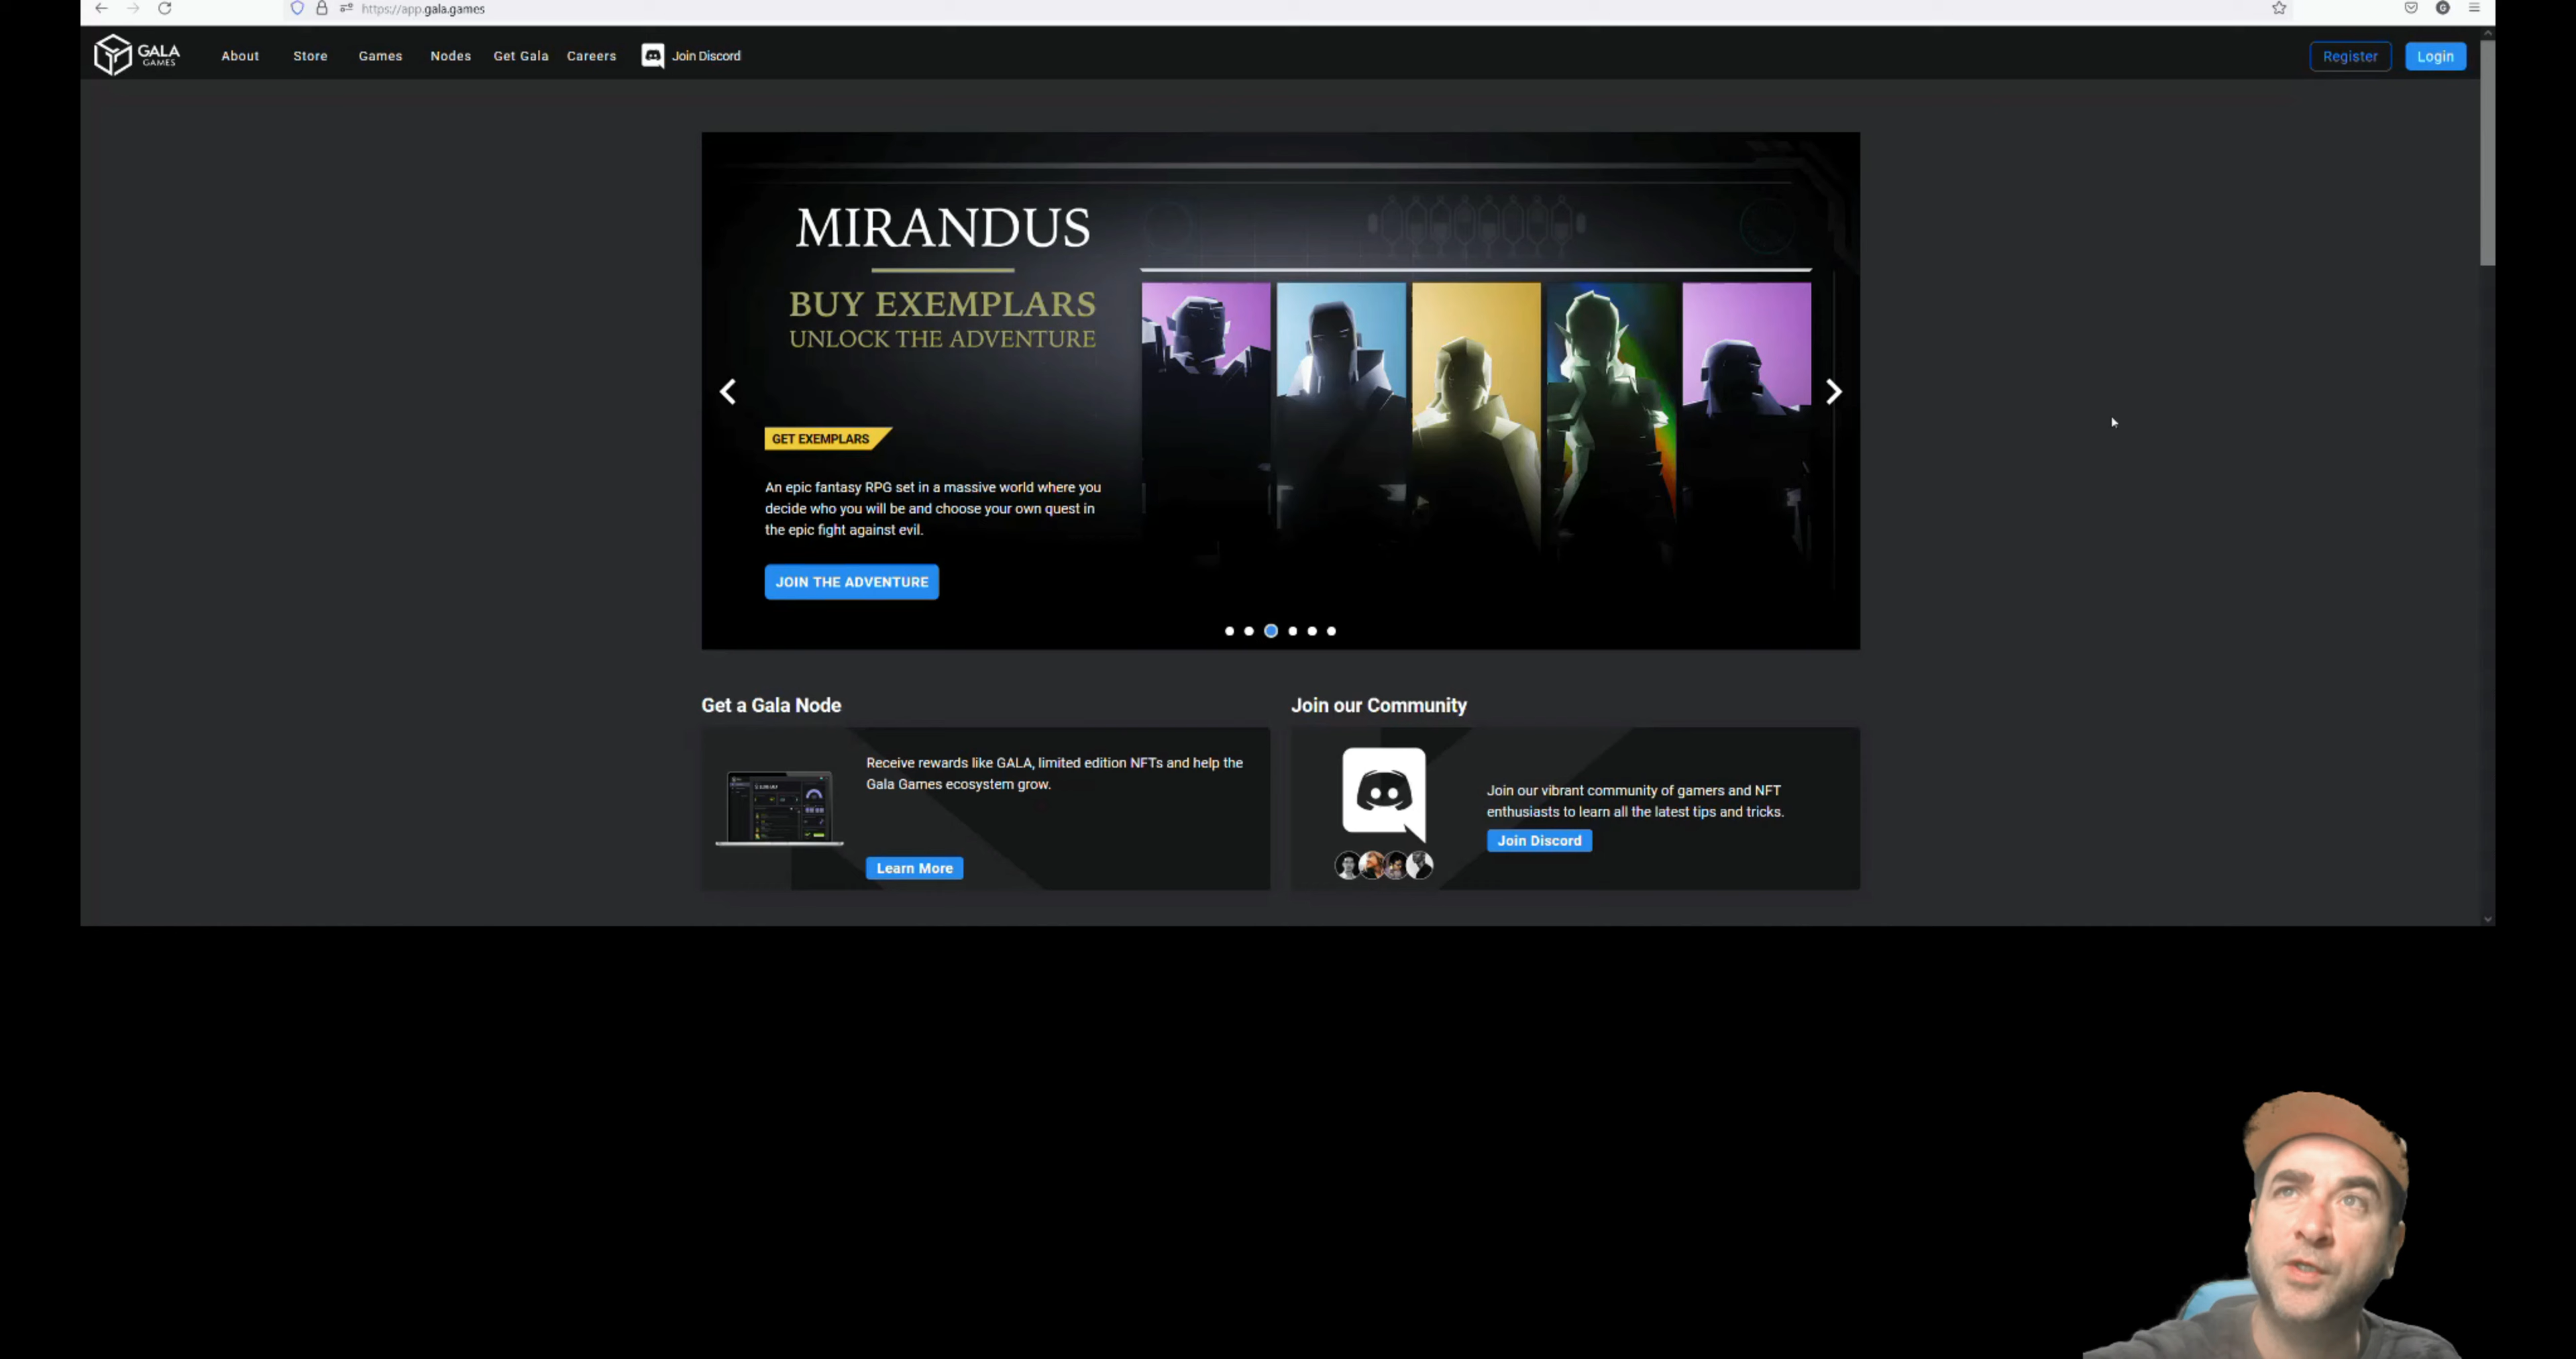 https://app.gala.games
GALA
GAMES
About
Store
Games
Nodes
Get Gala
Careers
Join Discord
Register
Login
MIRANDUS
BUY EXEMPLARS
UNLOCK THE ADVENTURE
GET EXEMPLARS
An epic fantasy RPG set in a massive world where you
decide who you will be and choose your own quest in
the epic fight against evil.
JOIN THE ADVENTURE
Get a Gala Node
Receive rewards like GALA, limited edition NFTs and help the
Gala Games ecosystem grow.
Learn More
Join our Community
Join our vibrant community of gamers and NFT
enthusiasts to learn all the latest tips and tricks.
Join Discord